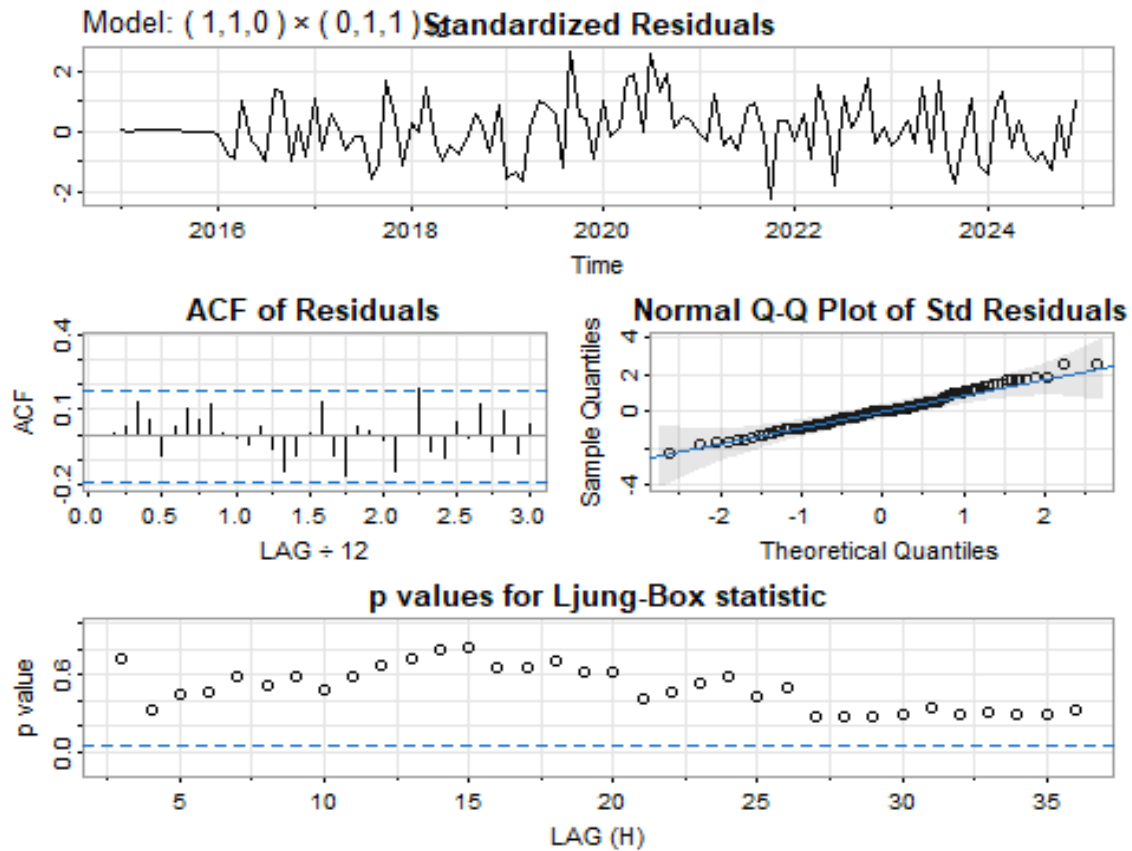 Model: ( 1,1,0 ) × ( 0,1,1 ) Standardized Residuals
2
0
-2
2016 2018 2020 2022 2024
Time
ACF of Residuals
0.4
0.1
-0.2
ACF
0.0 0.5 1.0 1.5 2.0 2.5 3.0
LAG ÷ 12
Normal Q-Q Plot of Std Residuals
4
2
0
-4
Sample Quantiles
-2 -1 0 1 2
Theoretical Quantiles
p values for Ljung-Box statistic
0.6
0.0
p value
5 10 15 20 25 30 35
LAG (H)